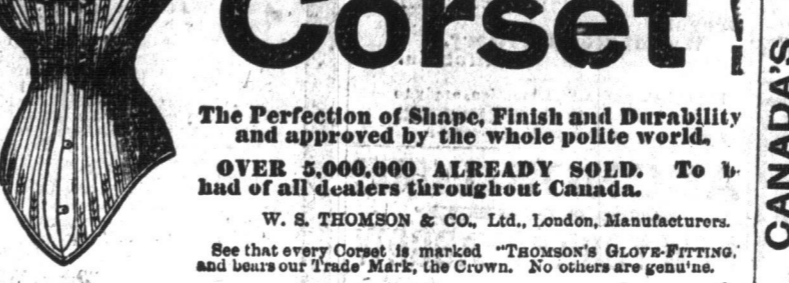 Corset!
The Perfection of Shape, Finish and Durability
and approved by the whole polite world.
OVER 5,000,000 ALREADY SOLD. To b
had of all dealers throughout Canada.
W. S. THOMSON & CO., Ltd., London, Manufacturers.
See that every Corset is marked "THOMSON'S GLOVE-FITTING,'
and bears our Trade Mark, the Crown. No others are genuine.
CANADA'S